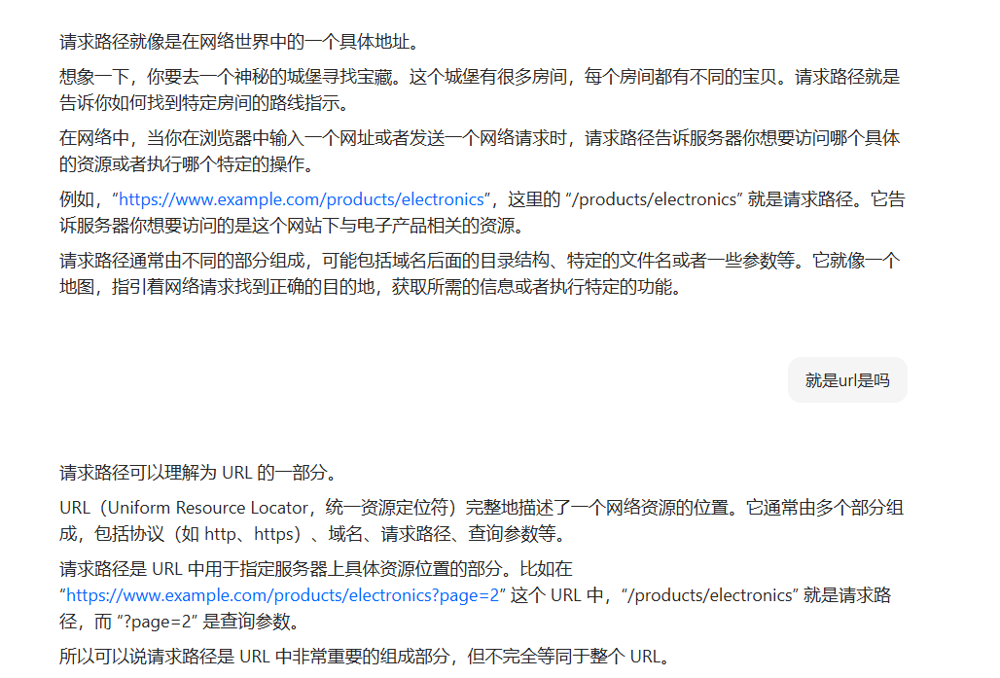 请求路径就像是在网络世界中的一个具体地址。
想象一下，你要去一个神秘的城堡寻找宝藏。这个城堡有很多房间，每个房间都有不同的宝贝。请求路径就是
告诉你如何找到特定房间的路线指示。
在网络中，当你在浏览器中输入一个网址或者发送一个网络请求时，请求路径告诉服务器你想要访问哪个具体
的资源或者执行哪个特定的操作。
例如，“https://www.example.com/products/electronics”，这里的 “/products/electronics” 就是请求路径。它告
诉服务器你想要访问的是这个网站下与电子产品相关的资源。
请求路径通常由不同的部分组成，可能包括域名后面的目录结构、特定的文件名或者一些参数等。它就像一个
地图，指引着网络请求找到正确的目的地，获取所需的信息或者执行特定的功能。
就是url是吗
请求路径可以理解为 URL 的一部分。
URL（Uniform Resource Locator，统一资源定位符）完整地描述了一个网络资源的位置。它通常由多个部分组
成，包括协议（如 http、https）、域名、请求路径、查询参数等。
请求路径是 URL 中用于指定服务器上具体资源位置的部分。比如在
“https://www.example.com/products/electronics?page=2” 这个 URL 中，“/products/electronics” 就是请求路
径，而 “?page=2” 是查询参数。
所以可以说请求路径是 URL 中非常重要的组成部分，但不完全等同于整个 URL。